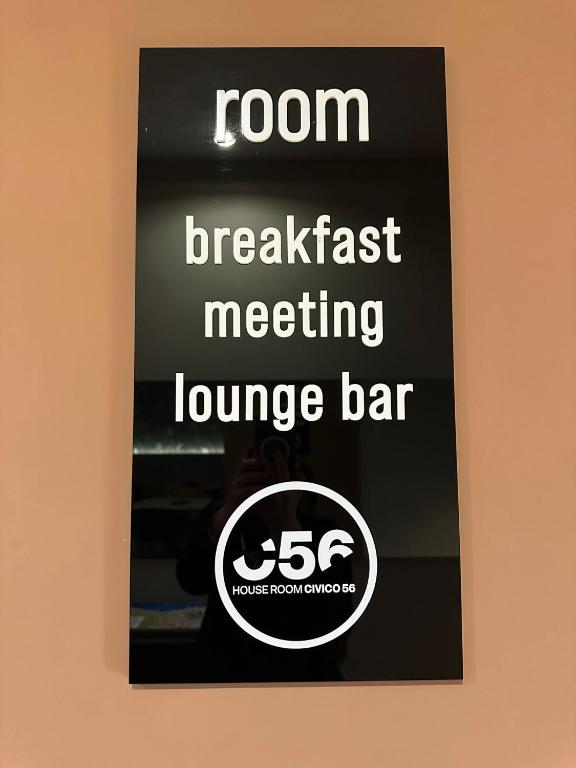 room
breakfast
meeting
lounge bar
C56
HOUSE ROOM CIVICO 56